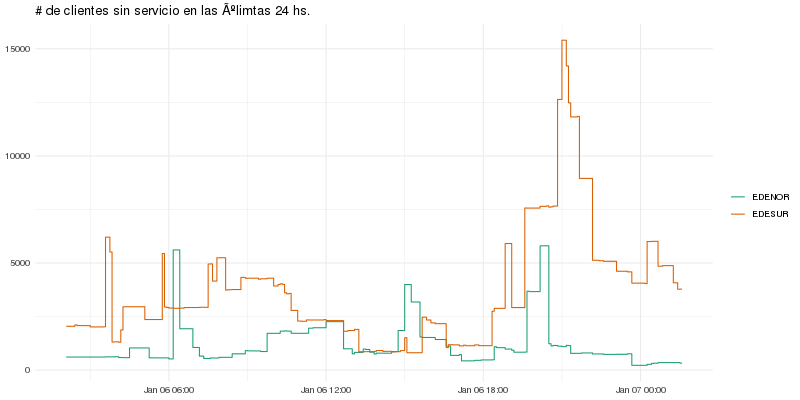 # de clientes sin servicio en las Ãºlimtas 24 hs.
15000
10000
5000
0
Jan 06 06:00
Jan 06 12:00
Jan 06 18:00
Jan 07 00:00
EDENOR
EDESUR